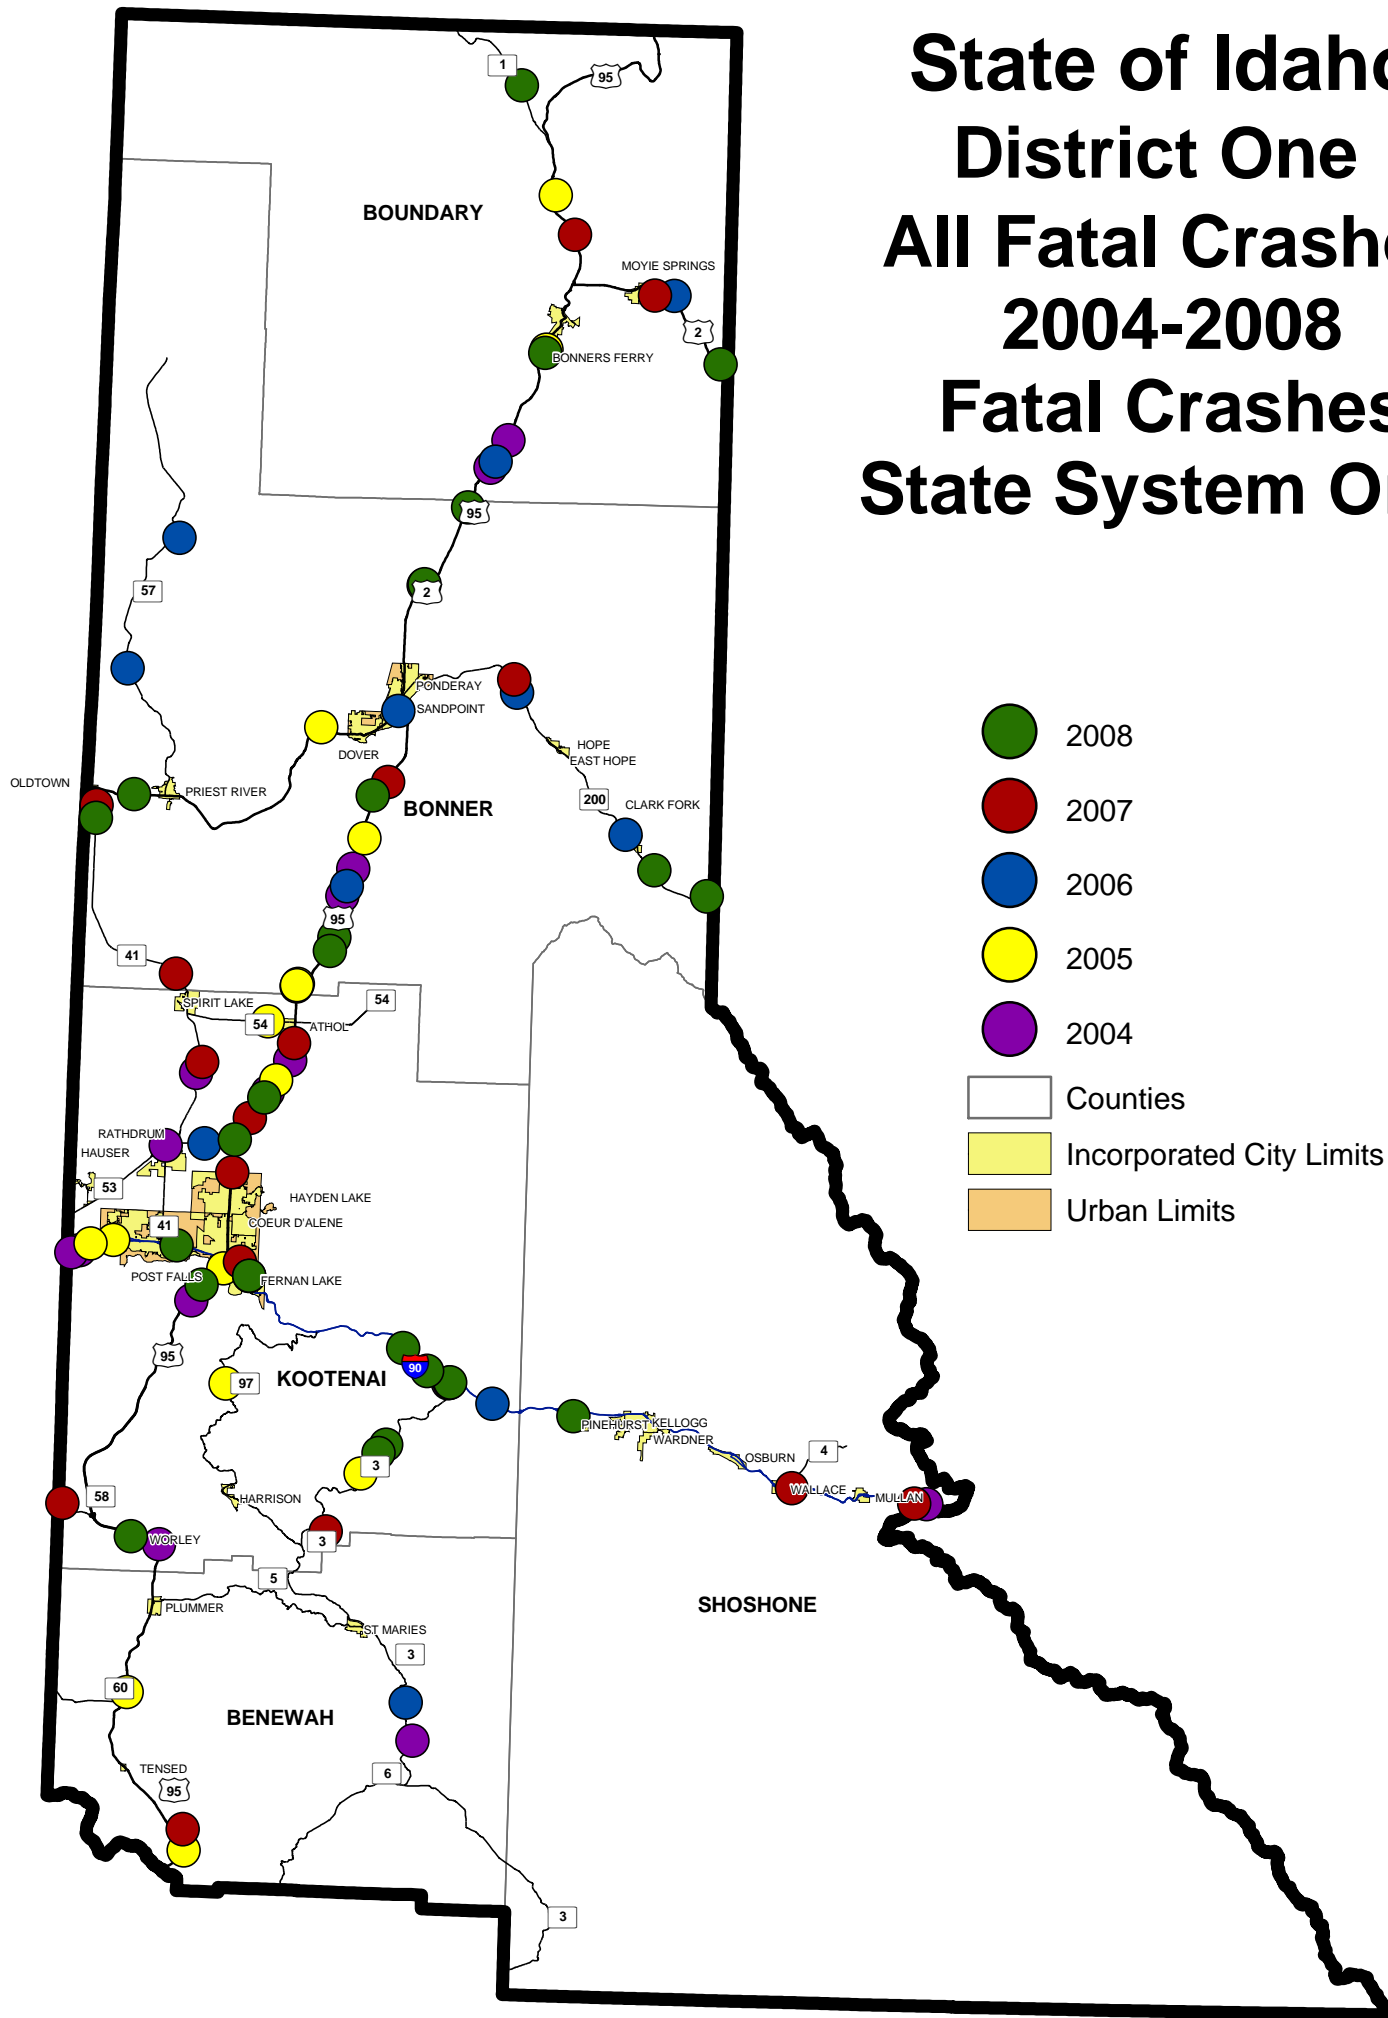 State of Idaho
District One
All Fatal Crashe
2004-2008
Fatal Crashes
State System On
1
95
BOUNDARY
MOYIE SPRINGS
2
BONNERS FERRY
95
57
2
PONDERAY
SANDPOINT
DOVER
HOPE
EAST HOPE
OLDTOWN
PRIEST RIVER
BONNER
200
CLARK FORK
95
41
SPIRIT LAKE
54
54
ATHOL
RATHDRUM
HAUSER
53
HAYDEN LAKE
41
COEUR D'ALENE
POST FALLS
FERNAN LAKE
95
90
KOOTENAI
97
PINEHURST
KELLOGG
WARDNER
OSBURN
4
3
WALLACE
MULLAN
58
HARRISON
WORLEY
3
5
PLUMMER
ST MARIES
SHOSHONE
3
60
BENEWAH
TENSED
6
95
3
2008
2007
2006
2005
2004
Counties
Incorporated City Limits
Urban Limits